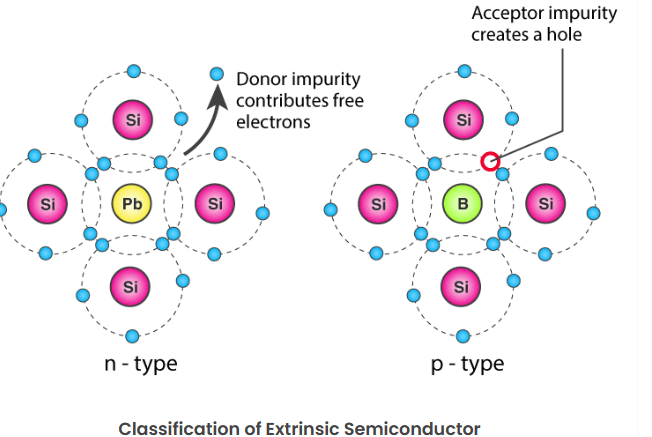 Acceptor impurity
creates a hole
Donor impurity
contributes free
electrons
Si
Si
Si
Pb
Si
Si
B
Si
Si
Si
n - type
p - type
Classification of Extrinsic Semiconductor